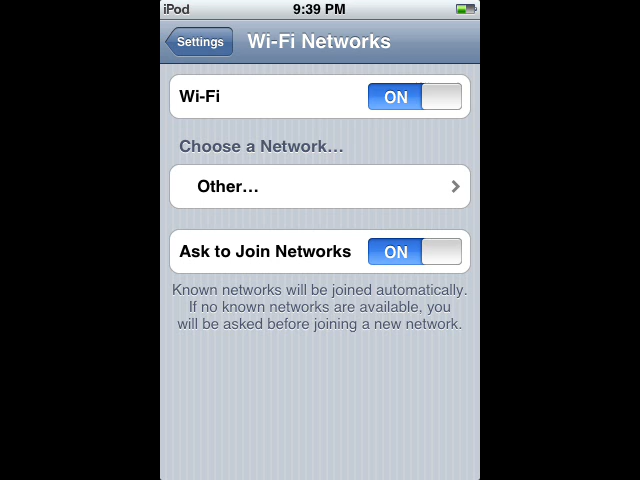 iPod 9:39 PM
Settings Wi-Fi Networks
Wi-Fi ON
Choose a Network...
Other...
Ask to Join Networks ON
Known networks will be joined automatically.
If no known networks are available, you
will be asked before joining a new network.